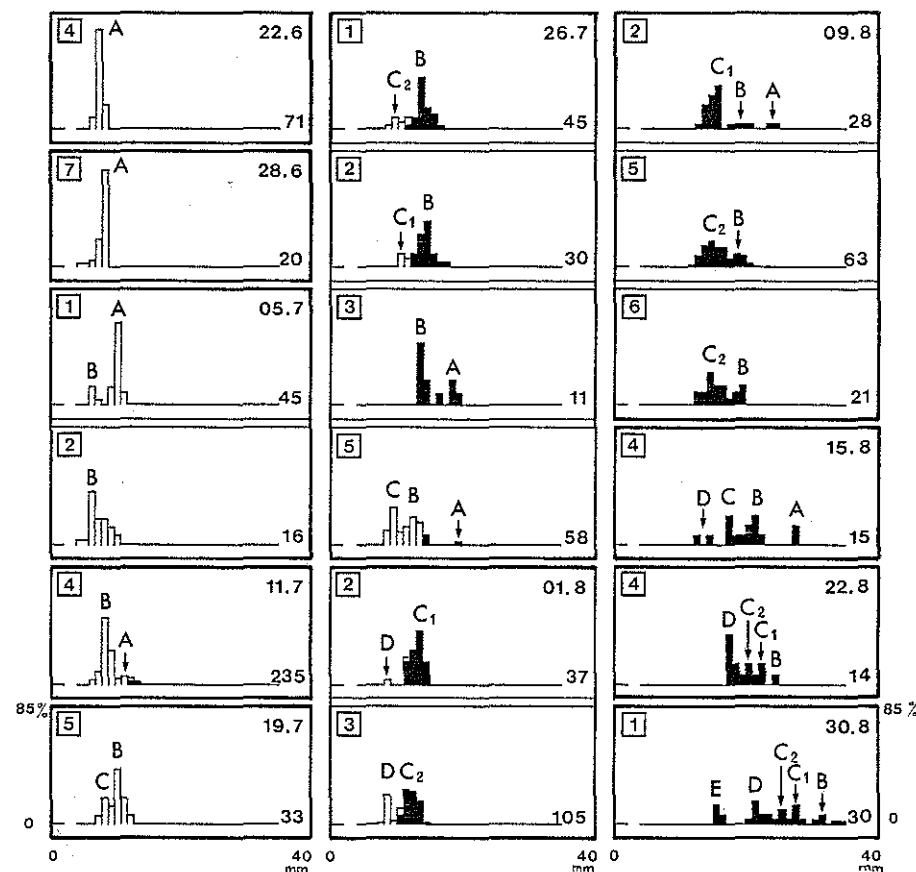 4 A 22.6
71
7 A 28.6
20
1 A 05.7
B
45
2 B
16
4 B 11.7
A
235
85% 5 19.7
B
C
0 33
0 40
mm
1 26.7
B
C2
45
2 B
C1
30
3 B
A
11
5 C B A
58
2 01.8
C1
D
37
3 D C2
105
0 40
mm
2 09.8
C1
B A
28
5 C2 B
63
6 C2 B
21
4 15.8
D C B A
15
4 22.8
C2
D C1
B
14
1 30.8 85%
C2
C1
E D B
30 0
0 40
mm